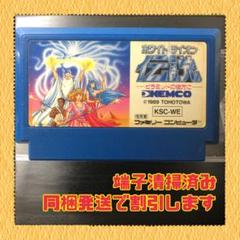 ホワイトライオン
伝説
ピラミッドの彼方に
KEMCO
© 1989 TOHOTOWA
KSC-WE
ファミリーコンピュータ
端子清掃済み
同梱発送で割引します